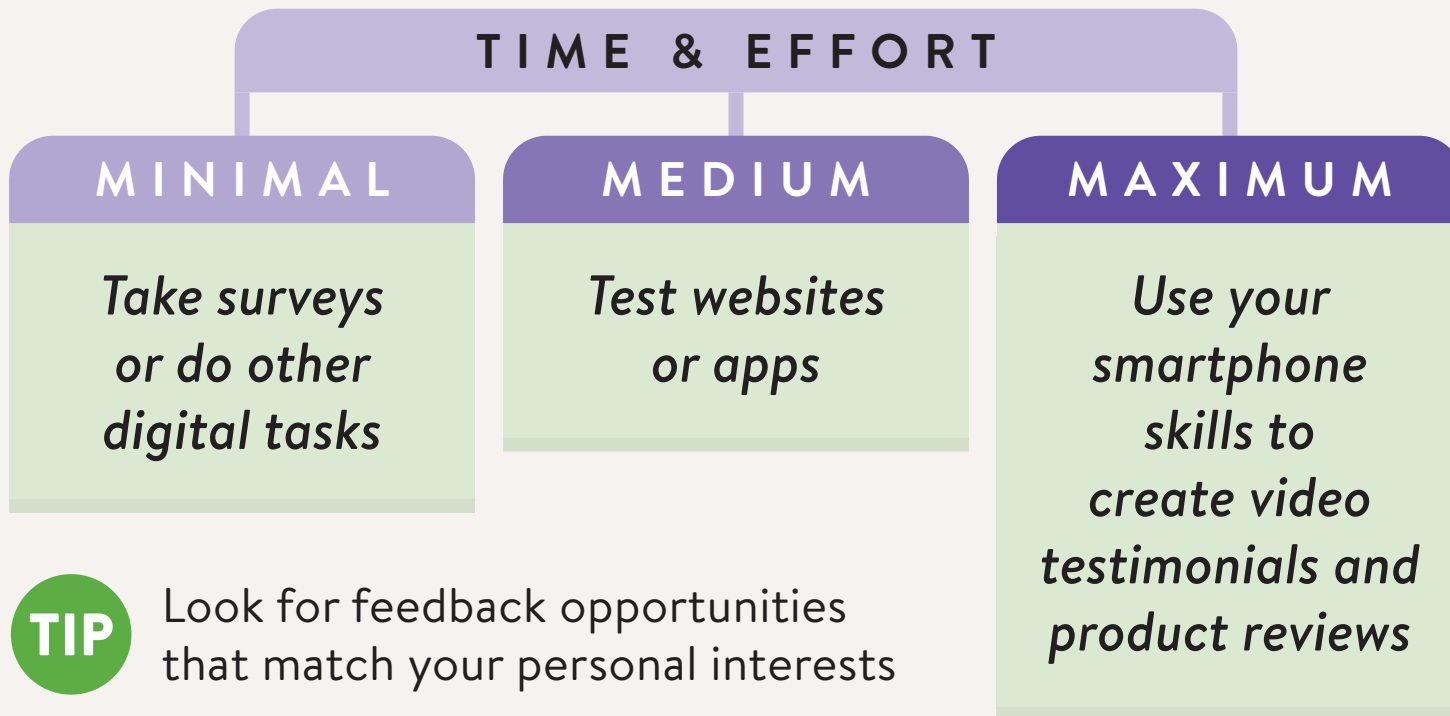 TIME & EFFORT
MINIMAL
Take surveys
or do other
digital tasks
MEDIUM
Test websites
or apps
MAXIMUM
Use your
smartphone
skills to
create video
testimonials and
product reviews
TIP
Look for feedback opportunities
that match your personal interests